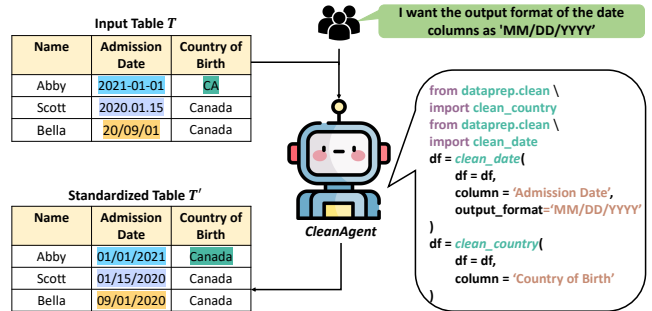 Input Table T
Name Admission Date Country of Birth
Abby 2021-01-01 CA
Scott 2020.01.15 Canada
Bella 20/09/01 Canada
I want the output format of the date
columns as 'MM/DD/YYYY'
CleanAgent
from dataprep.clean \
import clean_country
from dataprep.clean \
import clean_date
df = clean_date(
df = df,
column = ‘Admission Date’,
output_format=‘MM/DD/YYYY’
)
df = clean_country(
df = df,
column = ‘Country of Birth’
)
Standardized Table T′
Name Admission Date Country of Birth
Abby 01/01/2021 Canada
Scott 01/15/2020 Canada
Bella 09/01/2020 Canada